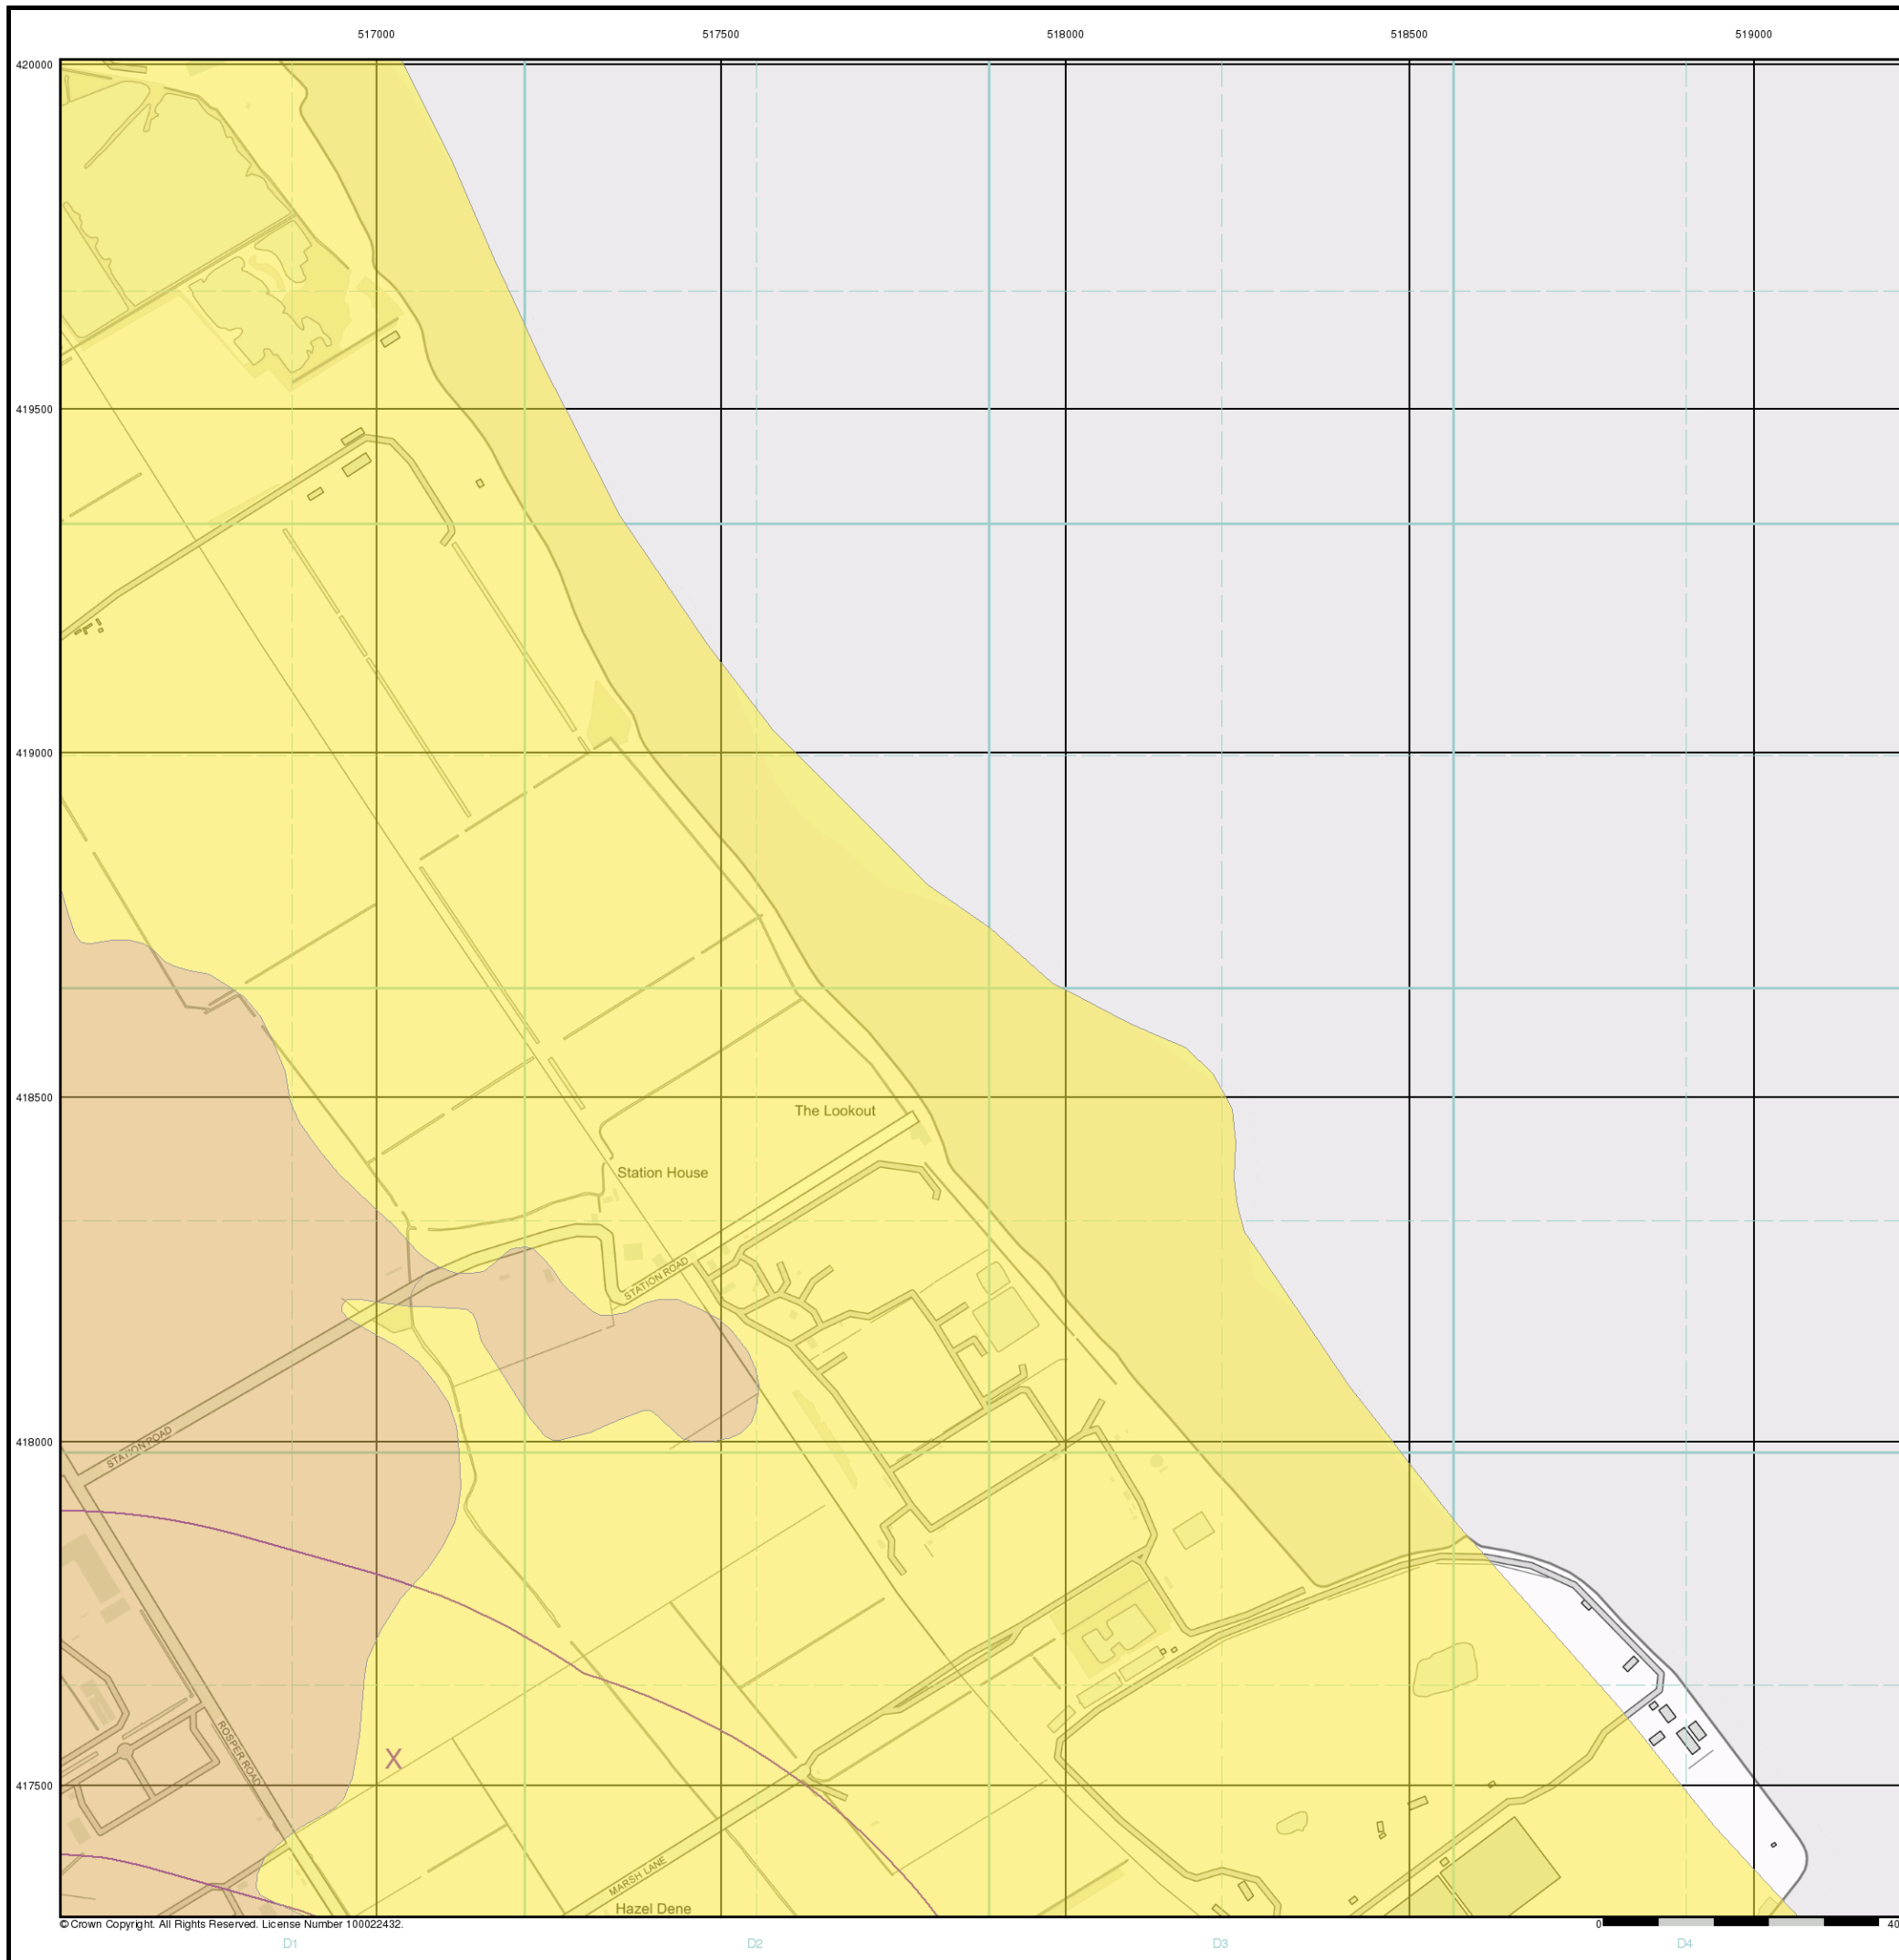 517000 517500 518000 518500 519000
420000
419500
419000
418500
The Lookout
Station House
STATION ROAD
418000
STATION ROAD
ROSPER ROAD
X
417500
MARSH LANE
Hazel Dene
© Crown Copyright. All Rights Reserved. License Number 100022432.
0 40
D1 D2 D3 D4